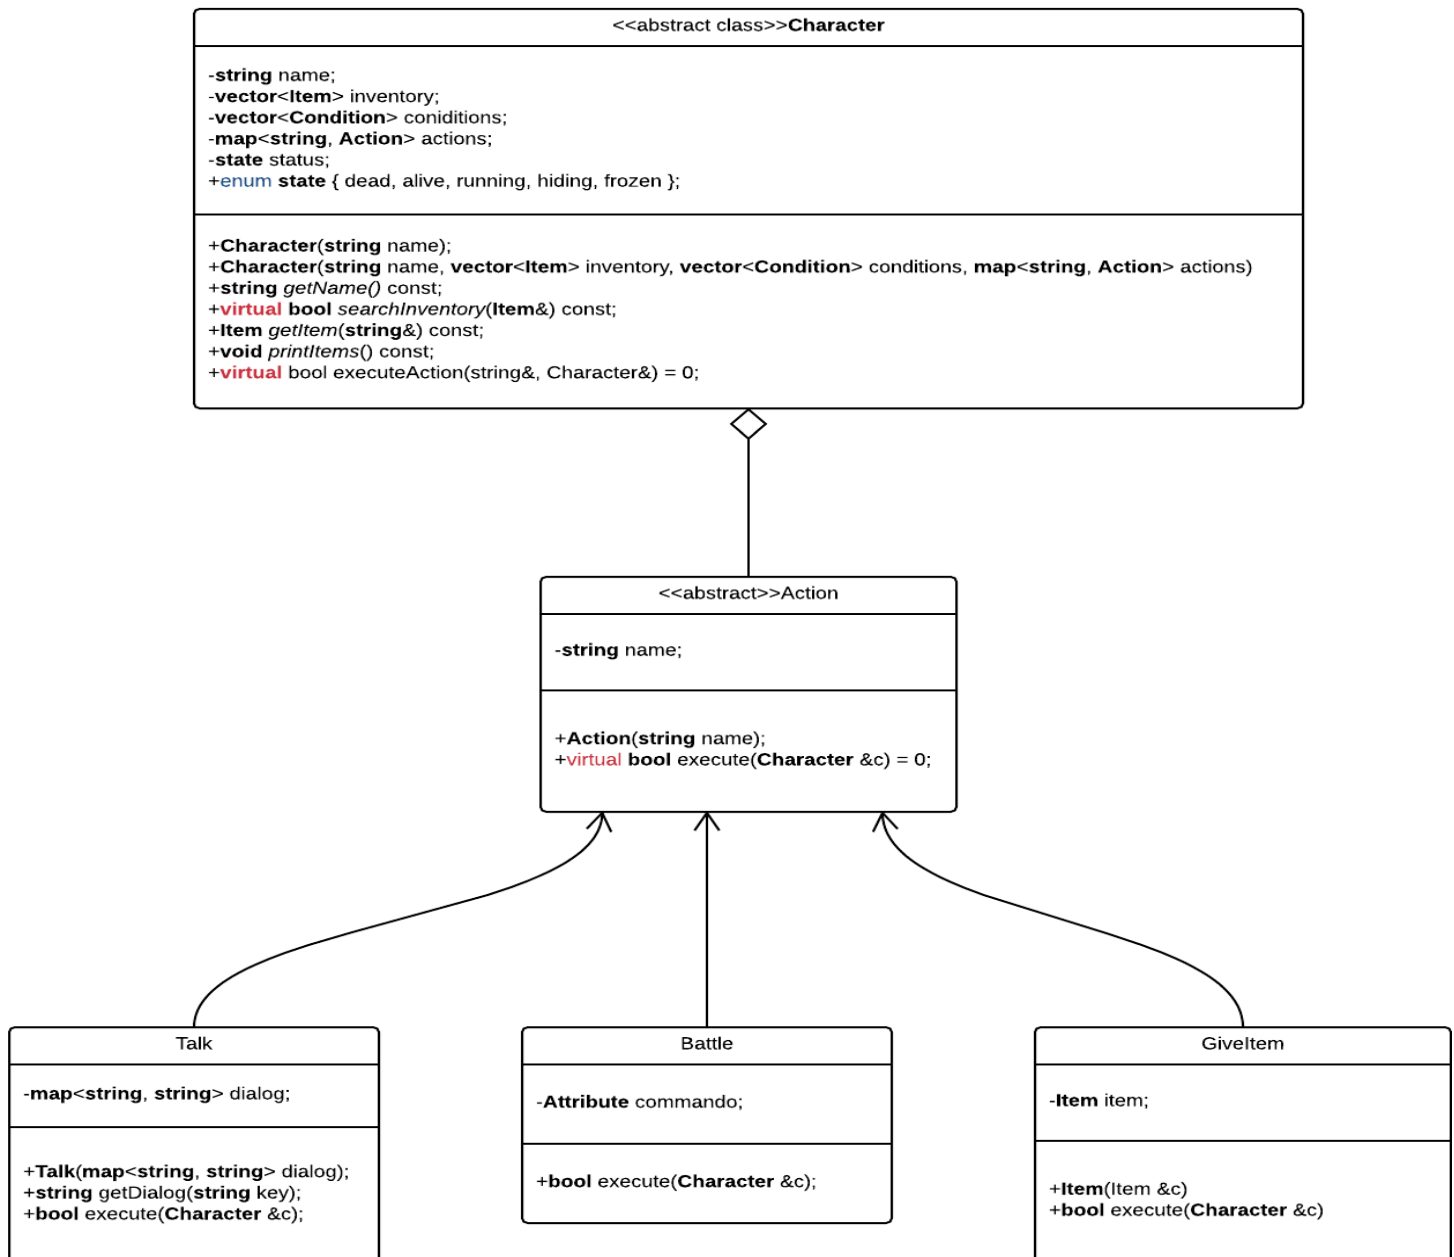 <<abstract class>>Character
-string name;
-vector<Item> inventory;
-vector<Condition> coniditions;
-map<string, Action> actions;
-state status;
+enum state { dead, alive, running, hiding, frozen };
+Character(string name);
+Character(string name, vector<Item> inventory, vector<Condition> conditions, map<string, Action> actions)
+string getName() const;
+virtual bool searchInventory(Item&) const;
+Item getItem(string&) const;
+void printItems() const;
+virtual bool executeAction(string&, Character&) = 0;
<<abstract>>Action
-string name;
+Action(string name);
+virtual bool execute(Character &c) = 0;
Talk
-map<string, string> dialog;
+Talk(map<string, string> dialog);
+string getDialog(string key);
+bool execute(Character &c);
Battle
-Attribute commando;
+bool execute(Character &c);
GiveItem
-Item item;
+Item(Item &c)
+bool execute(Character &c)